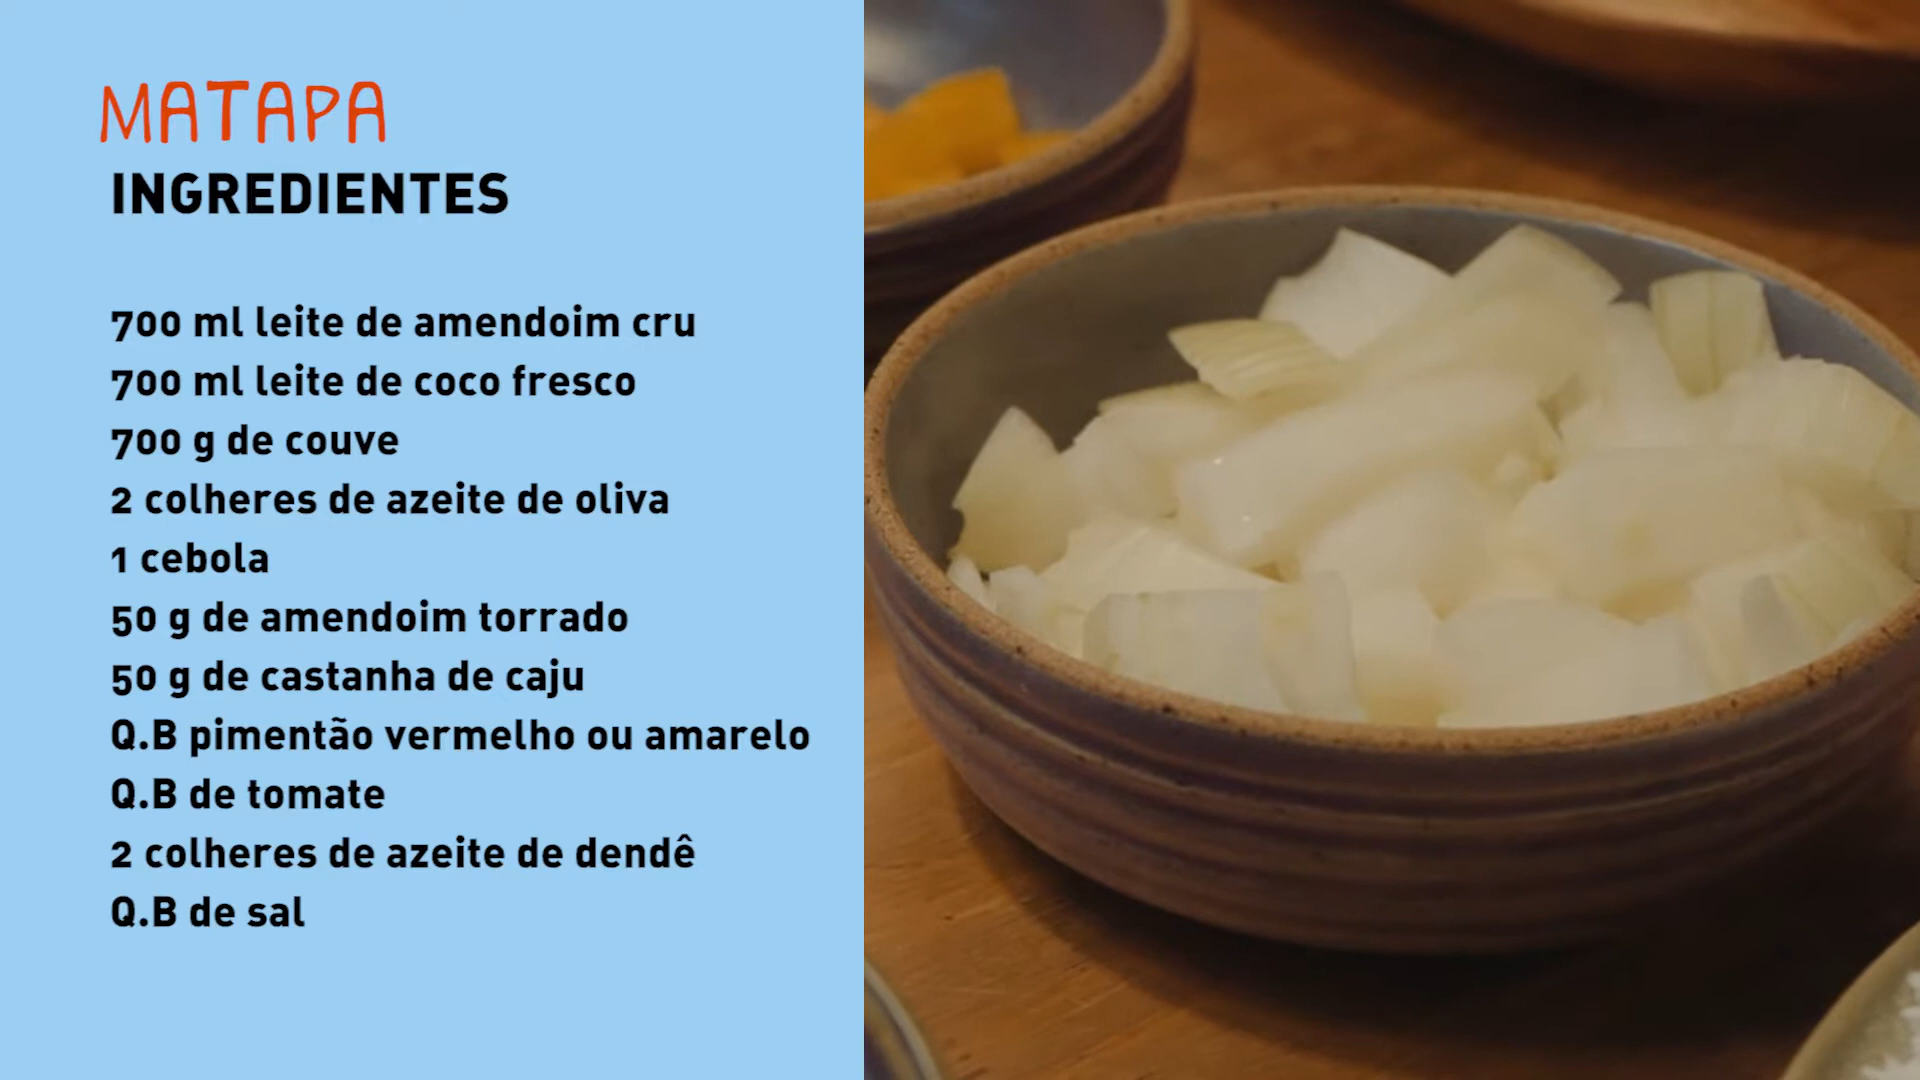 MATAPA
INGREDIENTES
700 ml leite de amendoim cru
700 ml leite de coco fresco
700 g de couve
2 colheres de azeite de oliva
1 cebola
50 g de amendoim torrado
50 g de castanha de caju
Q.B pimentão vermelho ou amarelo
Q.B de tomate
2 colheres de azeite de dendê
Q.B de sal